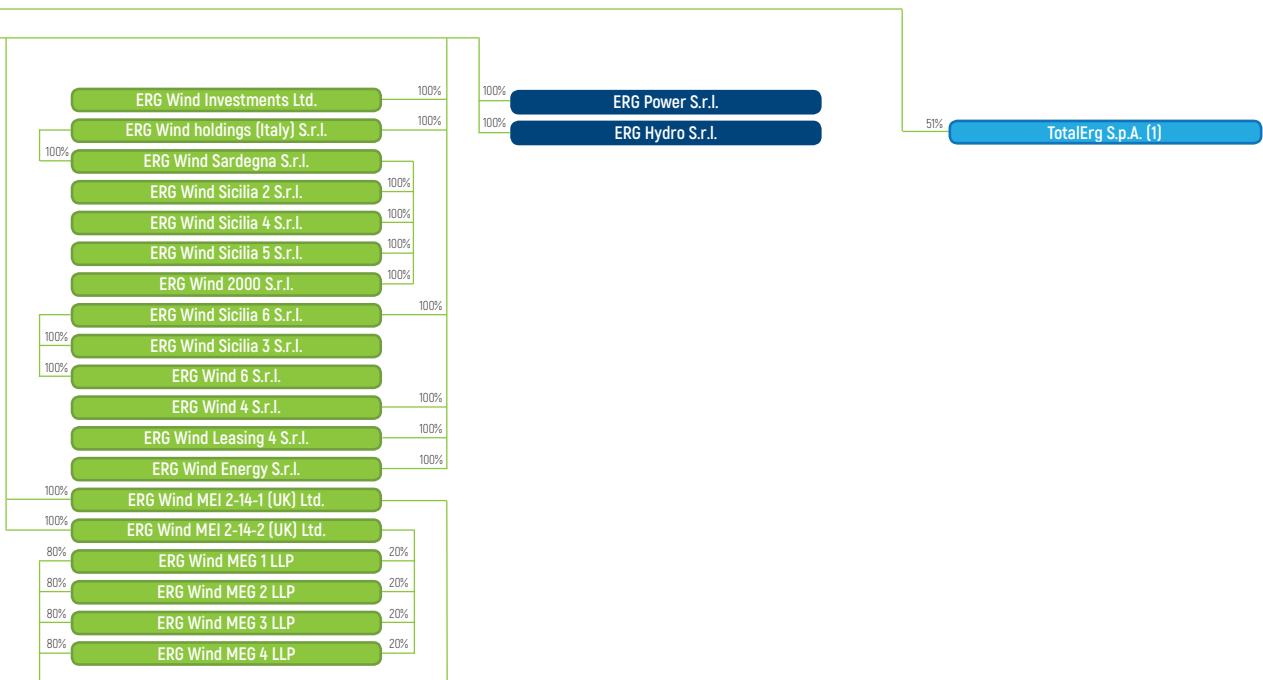 100%
ERG Wind Investments Ltd.
100%
ERG Wind holdings (Italy) S.r.l.
100%
ERG Wind Sardegna S.r.l.
100%
ERG Wind Sicilia 2 S.r.l.
100%
ERG Wind Sicilia 4 S.r.l.
100%
ERG Wind Sicilia 5 S.r.l.
100%
ERG Wind 2000 S.r.l.
100%
ERG Wind Sicilia 6 S.r.l.
100%
ERG Wind Sicilia 3 S.r.l.
100%
ERG Wind 6 S.r.l.
100%
ERG Wind 4 S.r.l.
100%
ERG Wind Leasing 4 S.r.l.
100%
ERG Wind Energy S.r.l.
100%
ERG Wind MEI 2-14-1 (UK) Ltd.
100%
ERG Wind MEI 2-14-2 (UK) Ltd.
80%
ERG Wind MEG 1 LLP
20%
80%
ERG Wind MEG 2 LLP
20%
80%
ERG Wind MEG 3 LLP
20%
80%
ERG Wind MEG 4 LLP
20%
100%
ERG Power S.r.l.
100%
ERG Hydro S.r.l.
51%
TotalErg S.p.A. (1)